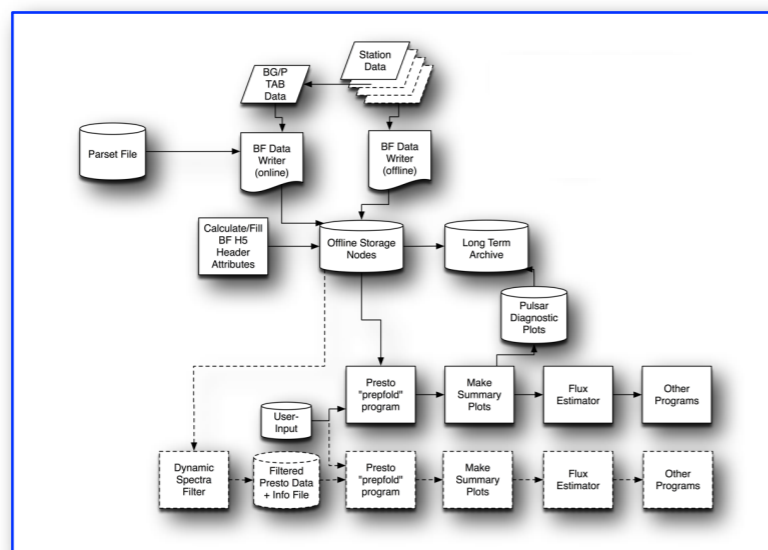 Station
Data
BG/P
TAB
Data
Parset File
BF Data
Writer
(online)
BF Data
Writer
(offline)
Calculate/Fill
BF H5
Header
Attributes
Offline Storage
Nodes
Long Term
Archive
Pulsar
Diagnostic
Plots
Presto
"prepfold"
program
Make
Summary
Plots
Flux
Estimator
Other
Programs
User-
Input
Dynamic
Spectra
Filter
Filtered
Presto Data
+ Info File
Presto
"prepfold"
program
Make
Summary
Plots
Flux
Estimator
Other
Programs